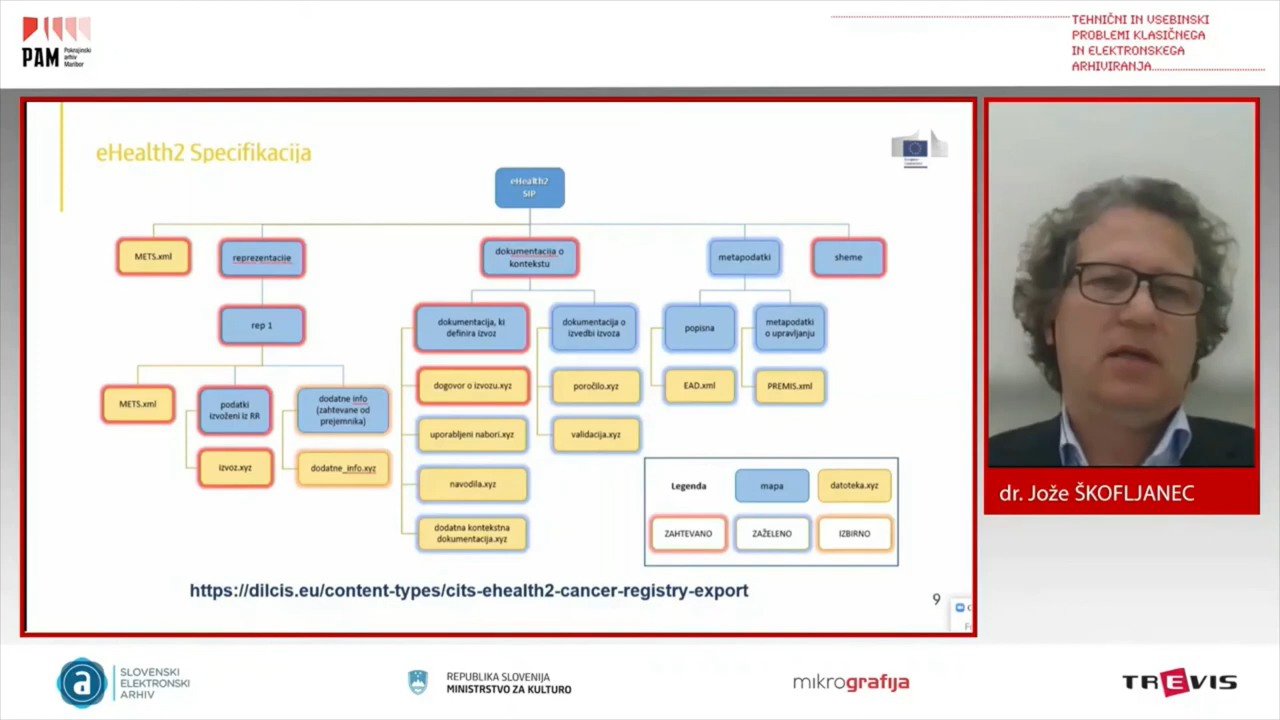 PAM
Pokrajinski
arhiv
Maribor
TEHNIČNI IN VSEBINSKI
PROBLEMI KLASIČNEGA
IN ELEKTRONSKEGA
ARHIVIRANJA
eHealth2 Specifikacija
eHealth2
SIP
METS.xml
reprezentacije
dokumentacija o
kontekstu
metapodatki
sheme
rep 1
dokumentacija, ki
definira izvoz
dokumentacija o
izvedbi izvoza
popisna
metapodatki
o upravljanju
METS.xml
podatki
izvoženi iz RR
dodatne info
(zahtevane od
prejemnika)
dogovor o izvozu.xyz
poročilo.xyz
EAD.xml
PREMIS.xml
uporabljeni nabori.xyz
validacija.xyz
izvoz.xyz
dodatne_info.xyz
navodila.xyz
dodatna kontekstna
dokumentacija.xyz
Legenda
mapa
datoteka.xyz
ZAHTEVANO
ZAŽELENO
IZBIRNO
https://dilcis.eu/content-types/cits-ehealth2-cancer-registry-export
9
dr. Jože ŠKOFLJANEC
SLOVENSKI
ELEKTRONSKI
ARHIV
REPUBLIKA SLOVENIJA
MINISTRSTVO ZA KULTURO
mikrografija
TREVIS